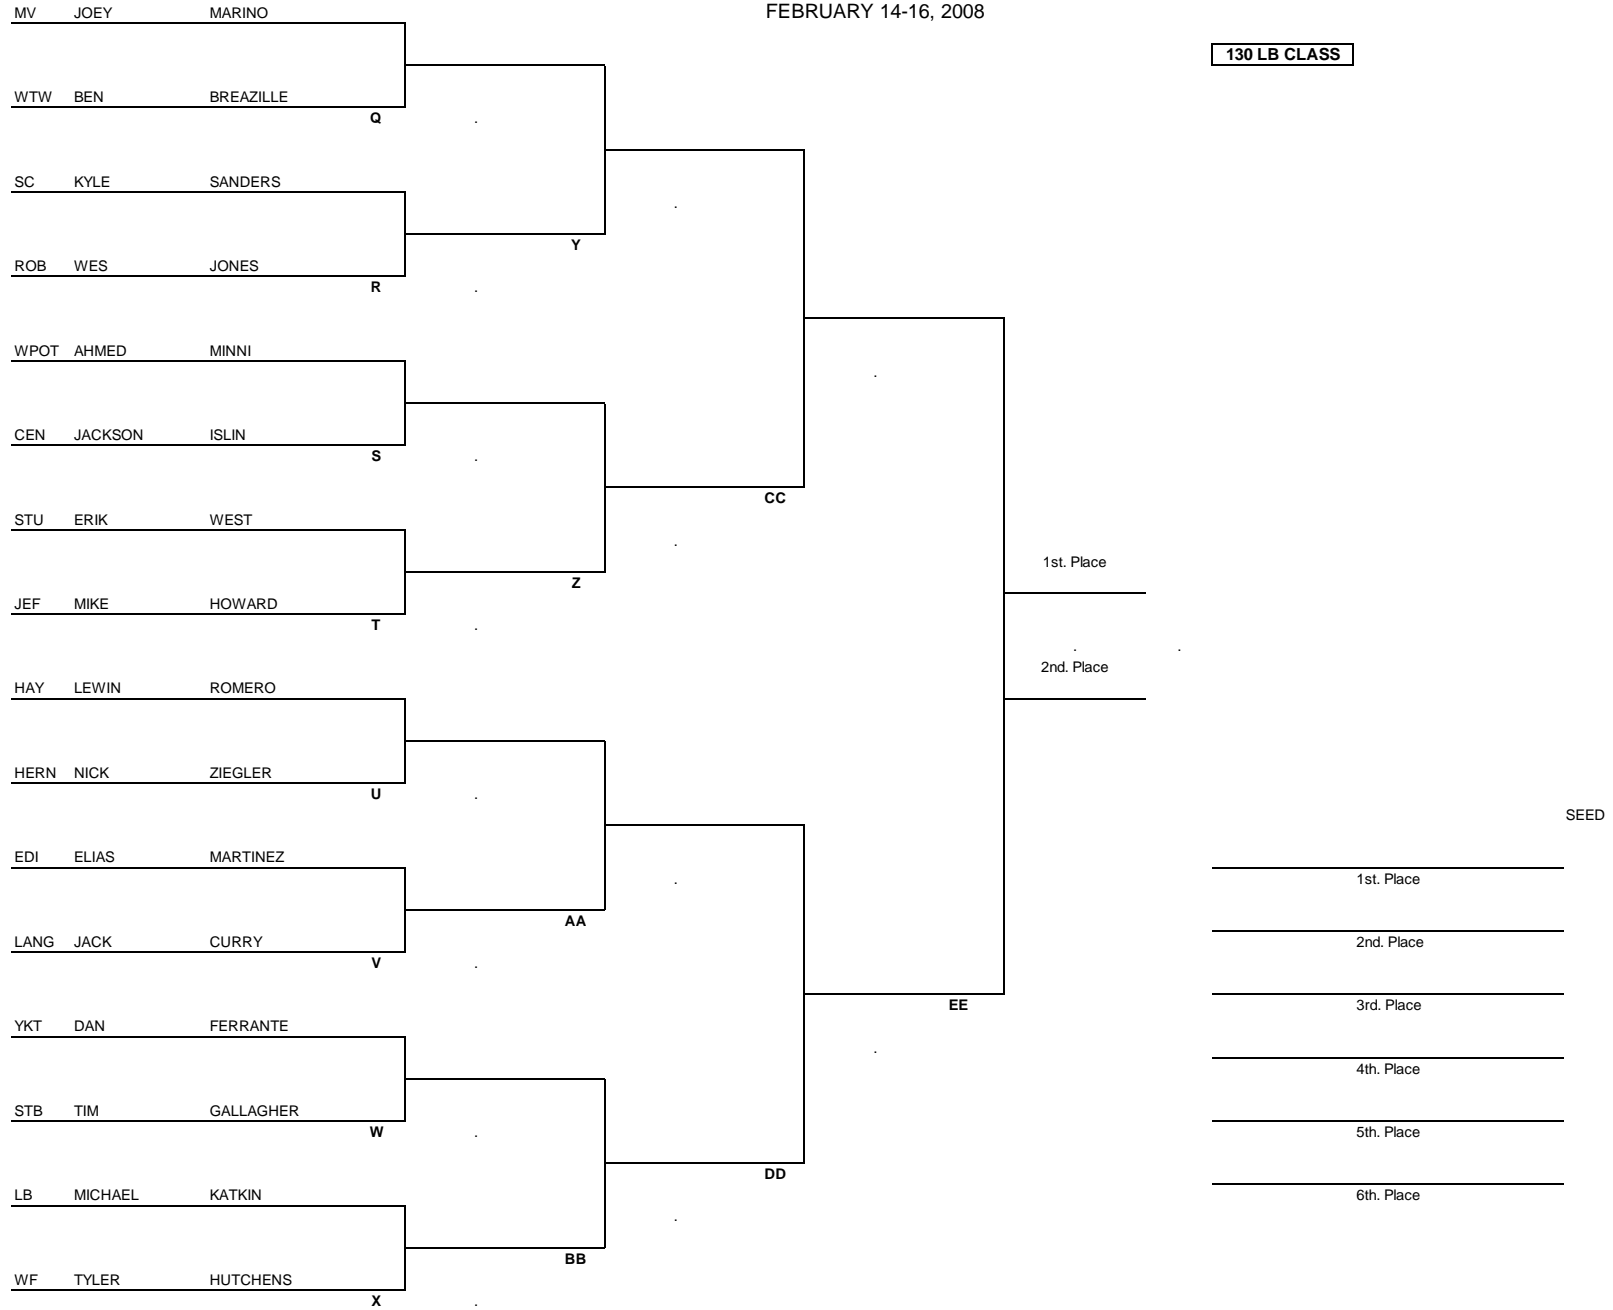 MV JOEY MARINO
FEBRUARY 14-16, 2008
130 LB CLASS
WTW BEN BREAZILLE
Q .
SC KYLE SANDERS
.
Y
ROB WES JONES
R .
WPOT AHMED MINNI
.
CEN JACKSON ISLIN
S .
CC
STU ERIK WEST
.
1st. Place
Z
JEF MIKE HOWARD
T .
. .
2nd. Place
HAY LEWIN ROMERO
HERN NICK ZIEGLER
U .
SEED
EDI ELIAS MARTINEZ
.
1st. Place
AA
LANG JACK CURRY
2nd. Place
V .
EE
3rd. Place
YKT DAN FERRANTE
.
4th. Place
STB TIM GALLAGHER
W .
5th. Place
DD
LB MICHAEL KATKIN
6th. Place
.
BB
WF TYLER HUTCHENS
X .